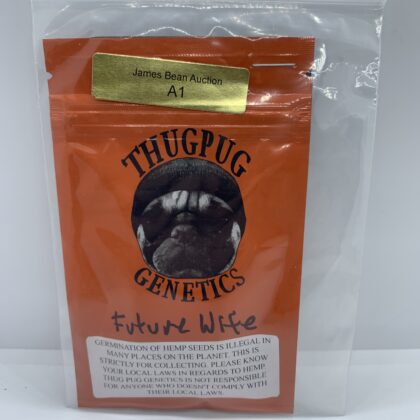 James Bean Auction
A1
THUGPUG
GENETICS
Future Wife
GERMINATION OF HEMP SEEDS IS ILLEGAL IN
MANY PLACES ON THE PLANET. THIS IS
STRICTLY FOR COLLECTING. PLEASE KNOW
YOUR LOCAL LAWS IN REGARDS TO HEMP
THUG PUG GENETICS IS NOT RESPONSIBLE
FOR ANYONE WHO DOESN'T COMPLY WITH
THEIR LOCAL LAWS.